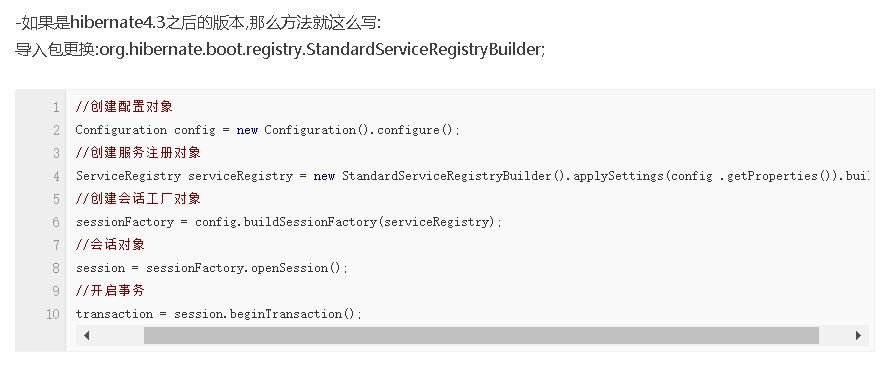 -如果是hibernate4.3之后的版本,那么方法就这么写:
导入包更换:org.hibernate.boot.registry.StandardServiceRegistryBuilder;
1 //创建配置对象
2 Configuration config = new Configuration().configure();
3 //创建服务注册对象
4 ServiceRegistry serviceRegistry = new StandardServiceRegistryBuilder().applySettings(config .getProperties()).buil
5 //创建会话工厂对象
6 sessionFactory = config.buildSessionFactory(serviceRegistry);
7 //会话对象
8 session = sessionFactory.openSession();
9 //开启事务
10 transaction = session.beginTransaction();